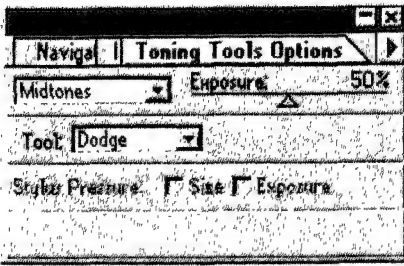 Navigat Toning Tools Options
Midtones Exposure: 50%
Tool: Dodge
Stylus Pressure: Size Exposure